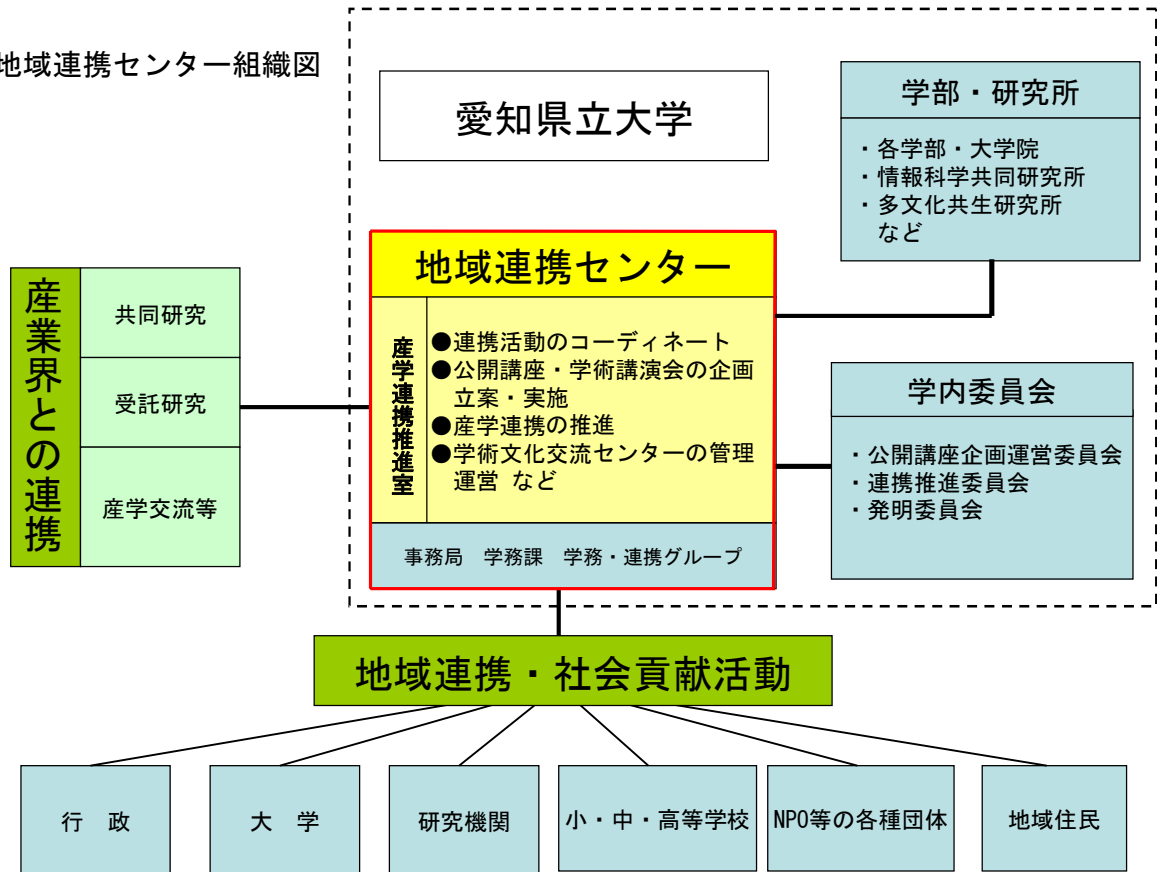 地域連携センター組織図
愛知県立大学
学部・研究所
・各学部・大学院
・情報科学共同研究所
・多文化共生研究所
など
地域連携センター
産学連携推進室
●連携活動のコーディネート
●公開講座・学術講演会の企画
立案・実施
●産学連携の推進
●学術文化交流センターの管理
運営 など
事務局 学務課 学務・連携グループ
産業界との連携
共同研究
受託研究
産学交流等
学内委員会
・公開講座企画運営委員会
・連携推進委員会
・発明委員会
地域連携・社会貢献活動
行 政
大 学
研究機関
小・中・高等学校
NPO等の各種団体
地域住民